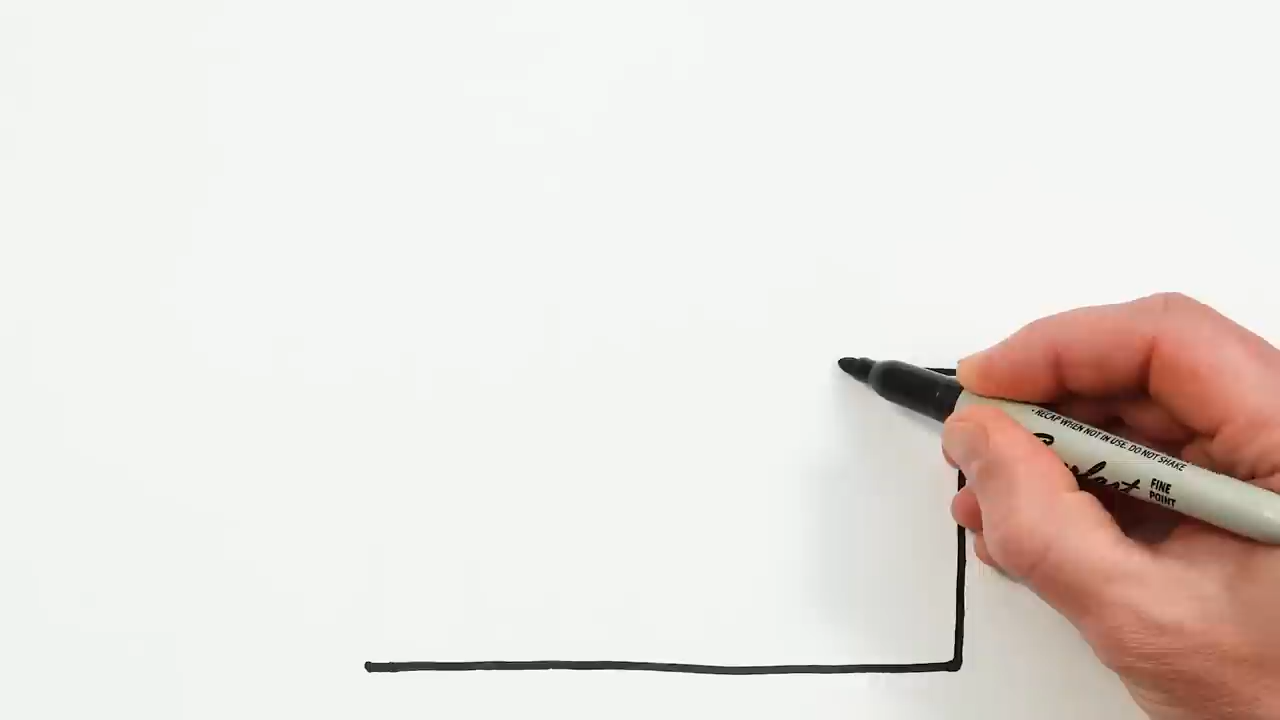 • RECAP WHEN NOT IN USE. DO NOT SHAKE
FINE
POINT